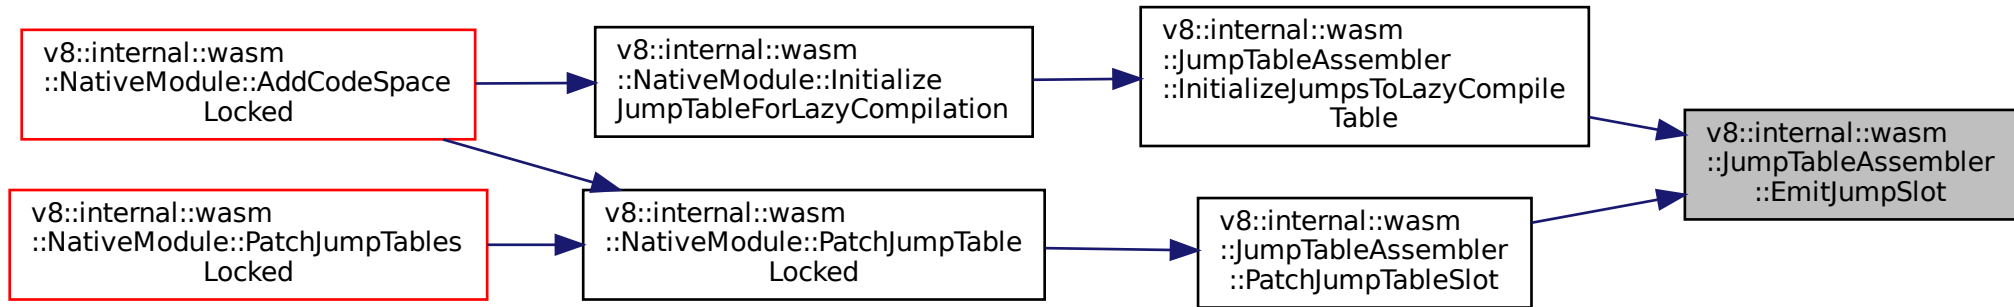 v8::internal::wasm
::NativeModule::AddCodeSpace
Locked
v8::internal::wasm
::NativeModule::Initialize
JumpTableForLazyCompilation
v8::internal::wasm
::JumpTableAssembler
::InitializeJumpsToLazyCompile
Table
v8::internal::wasm
::JumpTableAssembler
::EmitJumpSlot
v8::internal::wasm
::NativeModule::PatchJumpTables
Locked
v8::internal::wasm
::NativeModule::PatchJumpTable
Locked
v8::internal::wasm
::JumpTableAssembler
::PatchJumpTableSlot